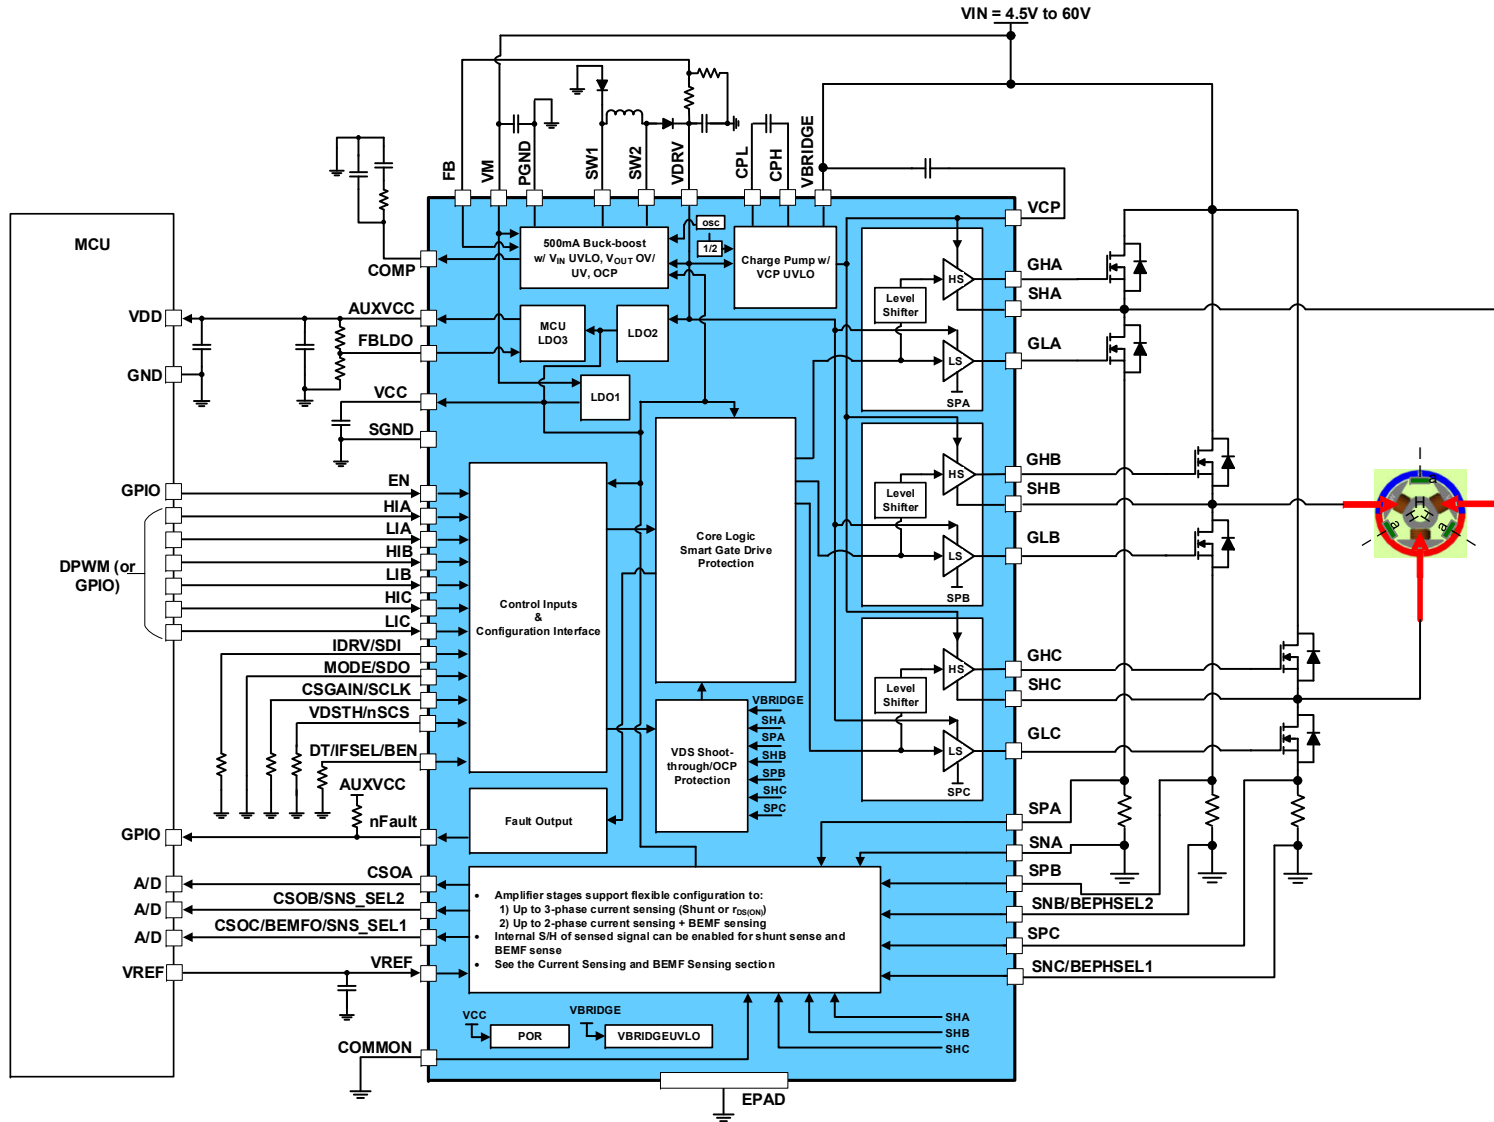 VIN = 4.5V to 60V
FB
VM
PGND
SW1
SW2
VDRV
CPL
CPH
VBRIDGE
MCU
COMP
500mA Buck-boost
w/ VIN UVLO, VOUT OV/
UV, OCP
osc
1/2
Charge Pump w/
VCP UVLO
VCP
HS
GHA
SHA
Level
Shifter
LS
GLA
SPA
VDD
AUXVCC
FBLDO
MCU
LDO3
LDO2
GND
VCC
LDO1
SGND
HS
GHB
SHB
Level
Shifter
LS
GLB
SPB
GPIO
EN
HIA
LIA
HIB
DPWM (or
GPIO)
LIB
HIC
LIC
Control Inputs
&
Configuration Interface
Core Logic
Smart Gate Drive
Protection
IDRV/SDI
MODE/SDO
CSGAIN/SCLK
VDSTH/nSCS
DT/IFSEL/BEN
HS
GHC
SHC
Level
Shifter
LS
GLC
SPC
VDS Shoot-
through/OCP
Protection
VBRIDGE
SHA
SPA
SHB
SPB
SHC
SPC
AUXVCC
GPIO
nFault
Fault Output
SPA
SNA
SPB
SNB/BEPHSEL2
SPC
SNC/BEPHSEL1
A/D
CSOA
A/D
CSOB/SNS_SEL2
A/D
CSOC/BEMFO/SNS_SEL1
VREF
VREF
• Amplifier stages support flexible configuration to:
1) Up to 3-phase current sensing (Shunt or rDS(ON))
2) Up to 2-phase current sensing + BEMF sensing
• Internal S/H of sensed signal can be enabled for shunt sense and
BEMF sense
• See the Current Sensing and BEMF Sensing section
VCC
POR
VBRIDGE
VBRIDGEUVLO
SHA
SHB
SHC
COMMON
EPAD
a
a
a
H
H
H